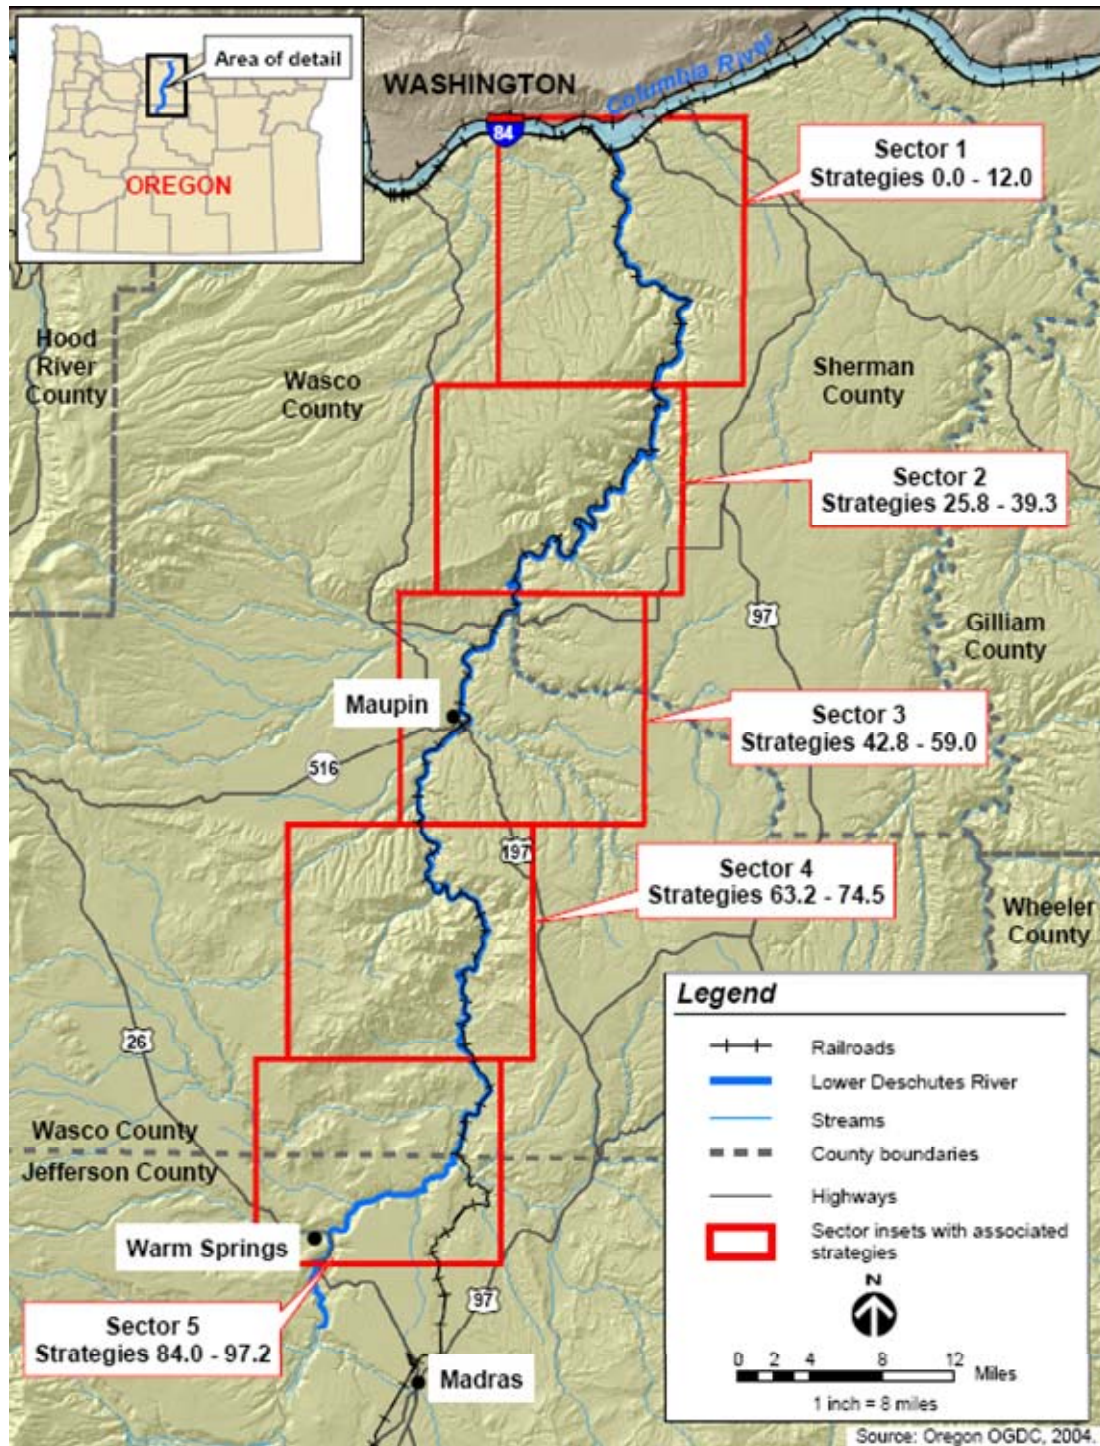 Area of detail
OREGON
WASHINGTON
Columbia River
84
Sector 1
Strategies 0.0 - 12.0
Hood
River
County
Wasco
County
Sherman
County
Sector 2
Strategies 25.8 - 39.3
97
Gilliam
County
Maupin
Sector 3
Strategies 42.8 - 59.0
516
197
Sector 4
Strategies 63.2 - 74.5
Wheeler
County
26
Wasco County
Jefferson County
Warm Springs
97
Sector 5
Strategies 84.0 - 97.2
Madras
Legend
Railroads
Lower Deschutes River
Streams
County boundaries
Highways
Sector insets with associated
strategies
N
0 2 4 8 12 Miles
1 inch = 8 miles
Source: Oregon OGDC, 2004.